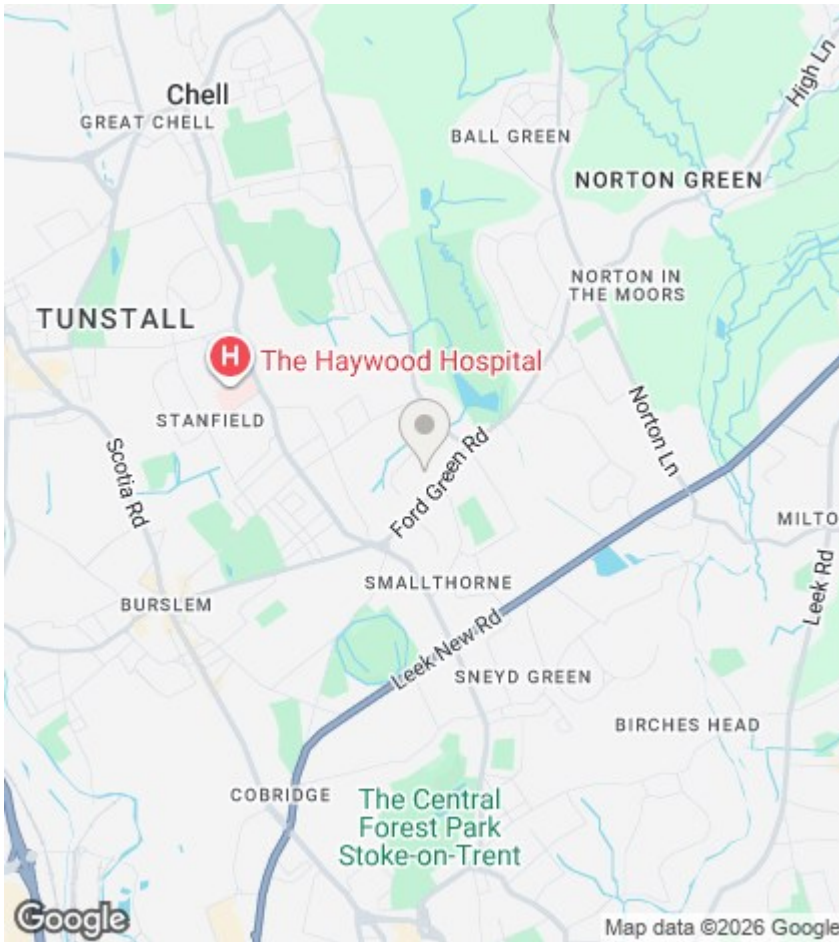 Chell
GREAT CHELL
High Ln
BALL GREEN
NORTON GREEN
NORTON IN
THE MOORS
TUNSTALL
H
The Haywood Hospital
STANFIELD
Norton Ln
Scotia Rd
Ford Green Rd
MILTO
Leek Rd
SMALLTHORNE
BURSLEM
Leek New Rd
SNEYD GREEN
BIRCHES HEAD
COBRIDGE
The Central
Forest Park
Stoke-on-Trent
Google
Map data ©2026 Google